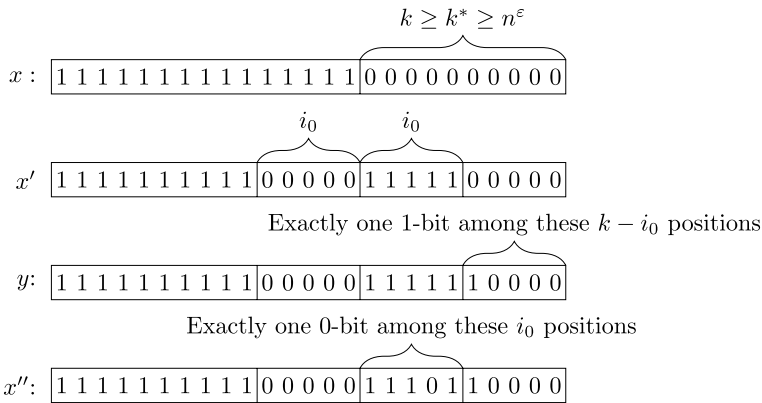 k ≥ k* ≥ n^ε
x : 1 1 1 1 1 1 1 1 1 1 1 1 1 1 1 0 0 0 0 0 0 0 0 0 0
i₀ i₀
x′ 1 1 1 1 1 1 1 1 1 1 0 0 0 0 0 1 1 1 1 1 0 0 0 0 0
Exactly one 1-bit among these k − i₀ positions
y: 1 1 1 1 1 1 1 1 1 1 0 0 0 0 0 1 1 1 1 1 1 0 0 0 0
Exactly one 0-bit among these i₀ positions
x″: 1 1 1 1 1 1 1 1 1 1 0 0 0 0 0 1 1 1 0 1 1 0 0 0 0